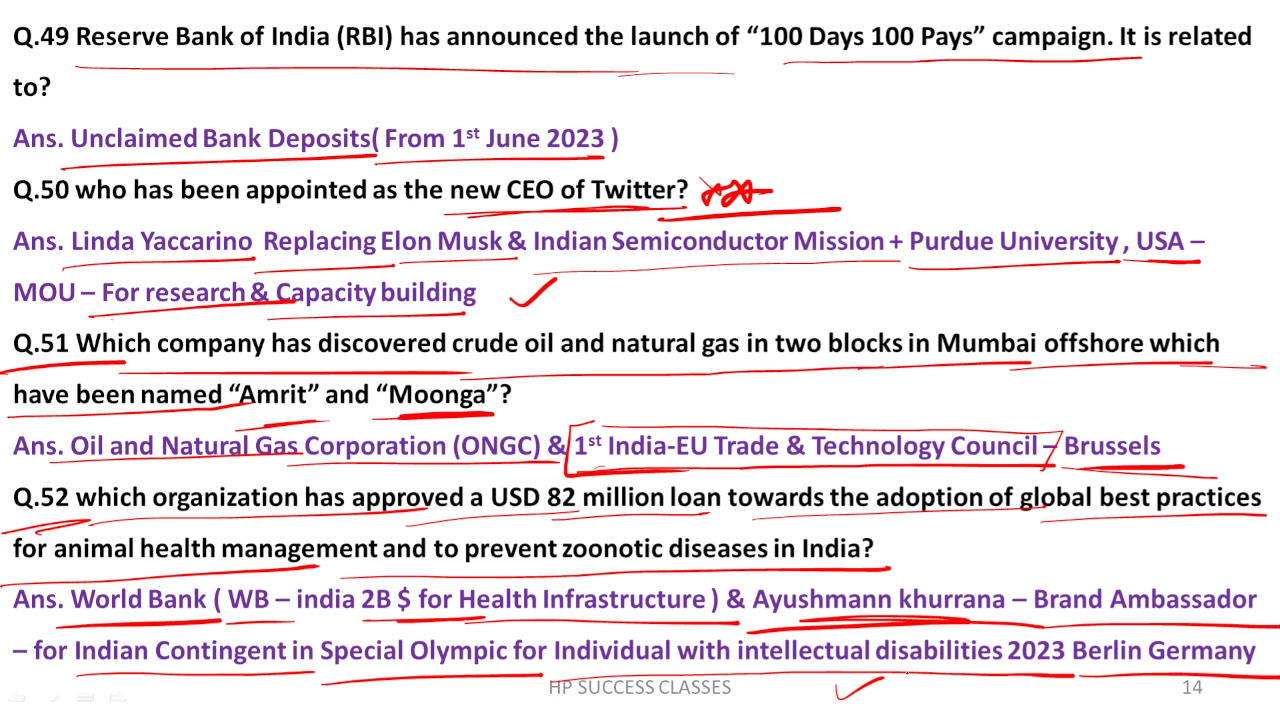 Q.49 Reserve Bank of India (RBI) has announced the launch of “100 Days 100 Pays” campaign. It is related
to?
Ans. Unclaimed Bank Deposits( From 1st June 2023 )
Q.50 who has been appointed as the new CEO of Twitter?
Ans. Linda Yaccarino Replacing Elon Musk & Indian Semiconductor Mission + Purdue University , USA –
MOU – For research & Capacity building
Q.51 Which company has discovered crude oil and natural gas in two blocks in Mumbai offshore which
have been named “Amrit” and “Moonga”?
Ans. Oil and Natural Gas Corporation (ONGC) & 1st India-EU Trade & Technology Council – Brussels
Q.52 which organization has approved a USD 82 million loan towards the adoption of global best practices
for animal health management and to prevent zoonotic diseases in India?
Ans. World Bank ( WB – india 2B $ for Health Infrastructure ) & Ayushmann khurrana – Brand Ambassador
– for Indian Contingent in Special Olympic for Individual with intellectual disabilities 2023 Berlin Germany
HP SUCCESS CLASSES 14